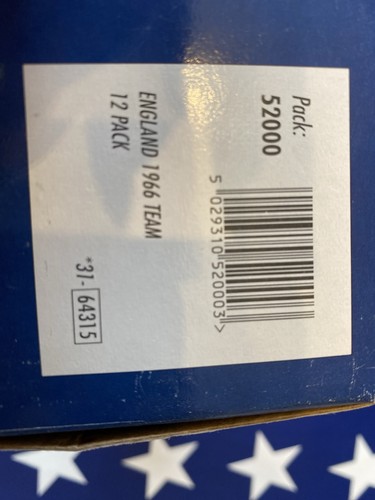 Pack:
52000
5 029310 520003 >
ENGLAND 1966 TEAM
12 PACK
*31- 64315